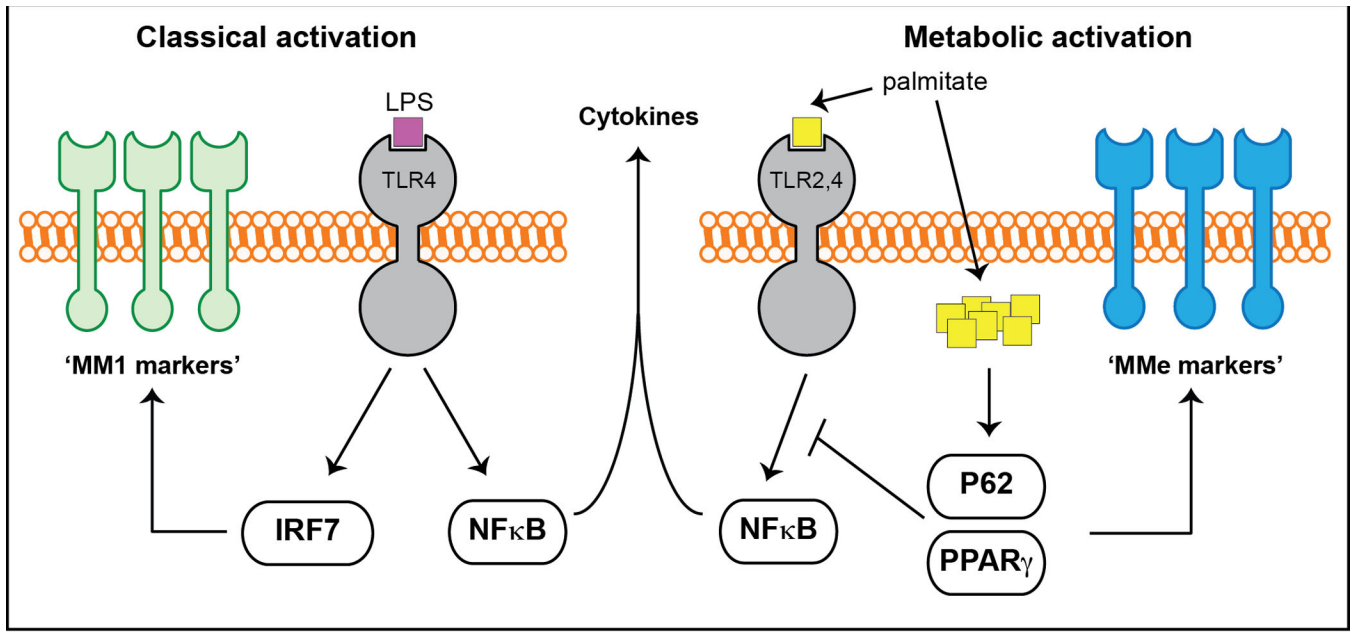 Classical activation
Metabolic activation
LPS
Cytokines
palmitate
TLR4
TLR2,4
‘MM1 markers’
‘MMe markers’
IRF7
NFκB
NFκB
P62
PPARγ